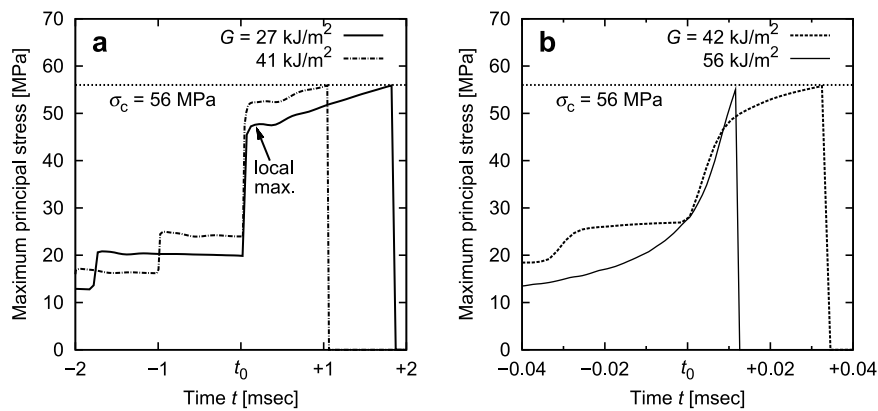 a
G = 27 kJ/m²
41 kJ/m²
Maximum principal stress [MPa]
70
60
50
40
30
20
10
0
σc = 56 MPa
local
max.
−2
−1
t0
+1
+2
Time t [msec]
b
G = 42 kJ/m²
56 kJ/m²
Maximum principal stress [MPa]
70
60
50
40
30
20
10
0
σc = 56 MPa
−0.04
−0.02
t0
+0.02
+0.04
Time t [msec]